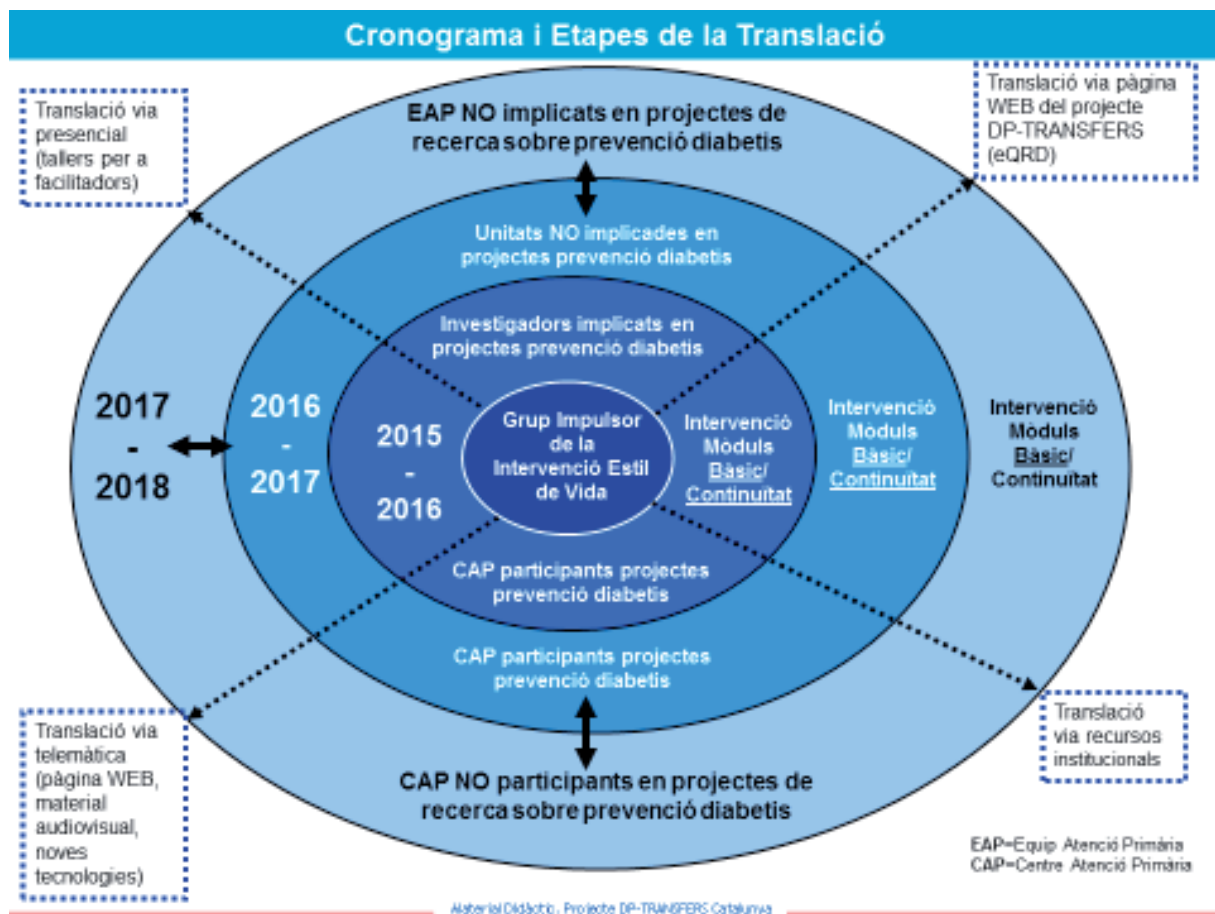 Cronograma i Etapes de la Translació
Translació via
presencial
(tallers per a
facilitadors)
EAP NO implicats en projectes de
recerca sobre prevenció diabetis
Translació via pàgina
WEB del projecte
DP-TRANSFERS
(eQRD)
Unitats NO implicades en
projectes prevenció diabetis
Investigadors implicats en
projectes prevenció diabetis
2017
-
2018
2016
-
2017
2015
-
2016
Grup Impulsor
de la
Intervenció Estil
de Vida
Intervenció
Mòduls
Bàsic/
Continuïtat
Intervenció
Mòduls
Bàsic/
Continuïtat
Intervenció
Mòduls
Bàsic/
Continuïtat
CAP participants projectes
prevenció diabetis
CAP participants projectes
prevenció diabetis
CAP NO participants en projectes de
recerca sobre prevenció diabetis
Translació via
telemàtica
(pàgina WEB,
material
audiovisual,
noves
tecnologies)
Translació
via recursos
institucionals
EAP=Equip Atenció Primària
CAP=Centre Atenció Primària
Material Didàctic. Projecte DP-TRANSFERS Catalunya